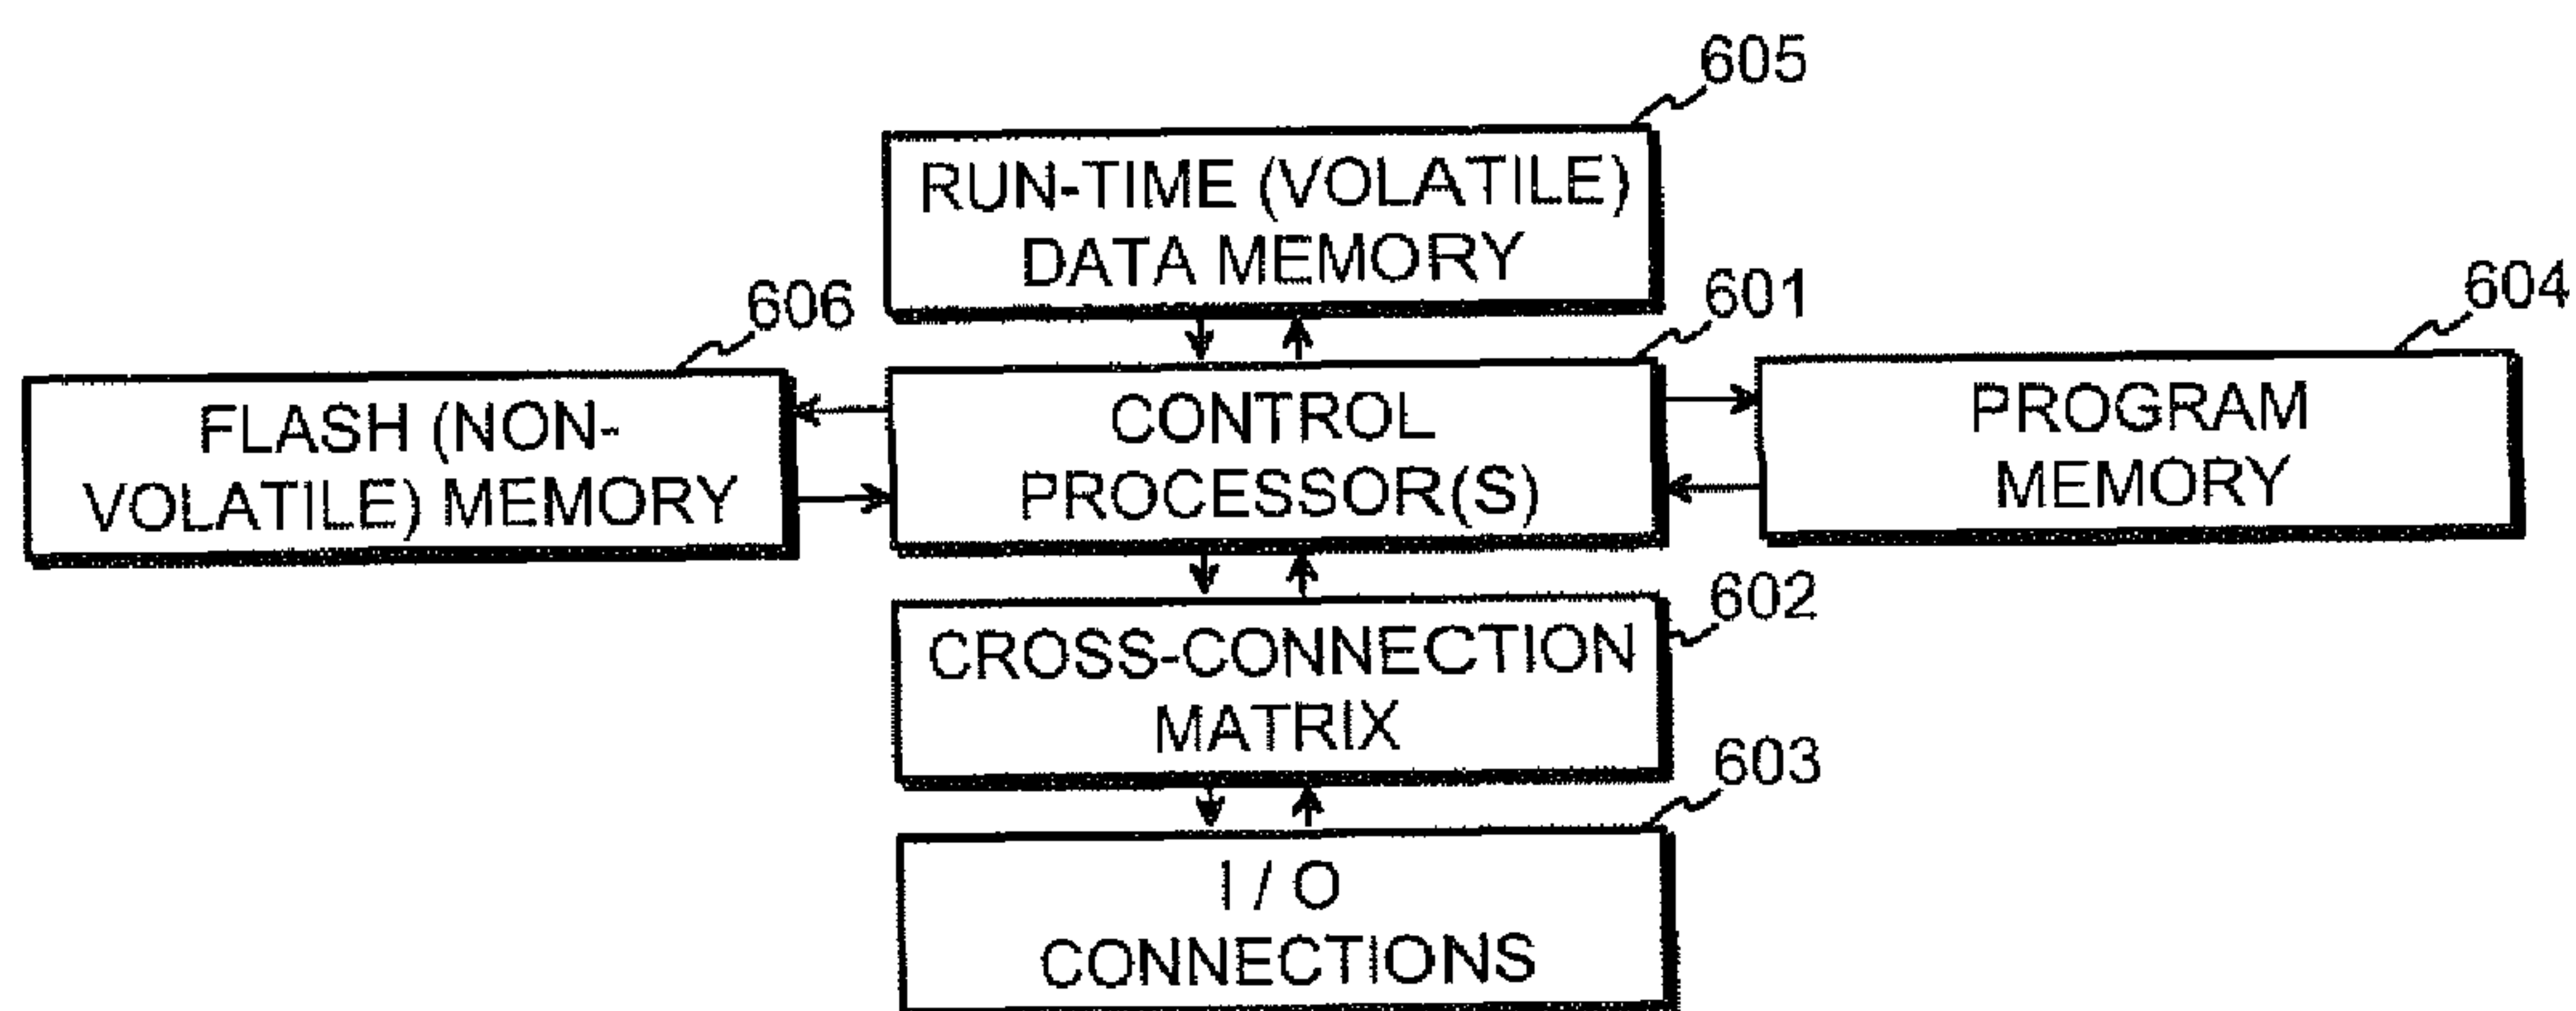 605
RUN-TIME (VOLATILE)
DATA MEMORY
606
601
604
FLASH (NON-
VOLATILE) MEMORY
CONTROL
PROCESSOR(S)
PROGRAM
MEMORY
602
CROSS-CONNECTION
MATRIX
603
I / O
CONNECTIONS